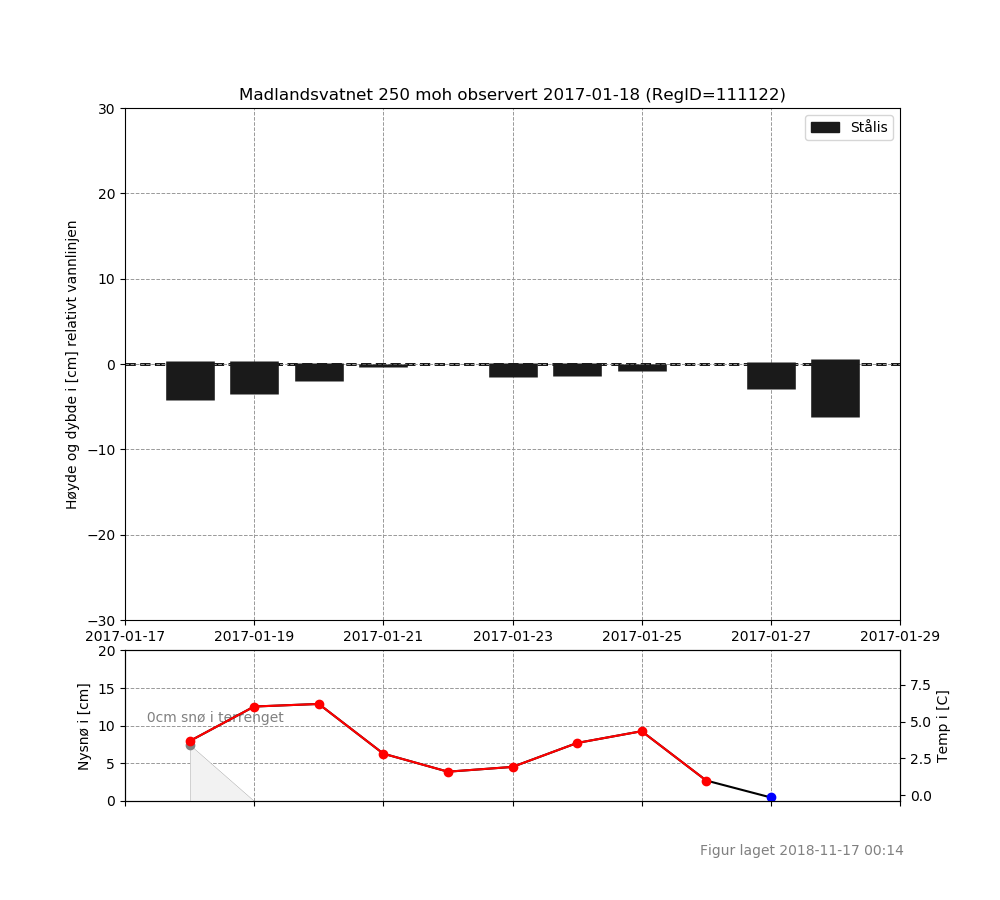 Madlandsvatnet 250 moh observert 2017-01-18 (RegID=111122)
Stålis
Høyde og dybde i [cm] relativt vannlinjen
30
20
10
0
−10
−20
−30
2017-01-17 2017-01-19 2017-01-21 2017-01-23 2017-01-25 2017-01-27 2017-01-29
Nysnø i [cm]
20
15
10
5
0
0cm snø i terrenget
7.5
5.0
2.5
0.0
Temp i [C]
Figur laget 2018-11-17 00:14